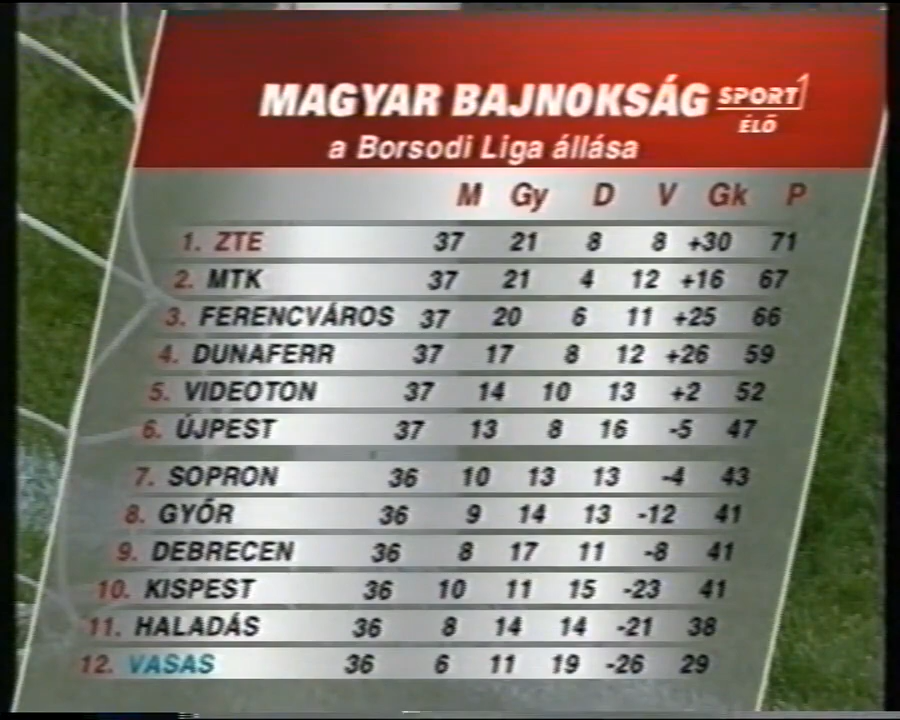 MAGYAR BAJNOKSÁG SPORT1
ÉLŐ
a Borsodi Liga állása
M Gy D V Gk P
1. ZTE 37 21 8 8 +30 71
2. MTK 37 21 4 12 +16 67
3. FERENCVÁROS 37 20 6 11 +25 66
4. DUNAFERR 37 17 8 12 +26 59
5. VIDEOTON 37 14 10 13 +2 52
6. ÚJPEST 37 13 8 16 -5 47
7. SOPRON 36 10 13 13 -4 43
8. GYŐR 36 9 14 13 -12 41
9. DEBRECEN 36 8 17 11 -8 41
10. KISPEST 36 10 11 15 -23 41
11. HALADÁS 36 8 14 14 -21 38
12. VASAS 36 6 11 19 -26 29